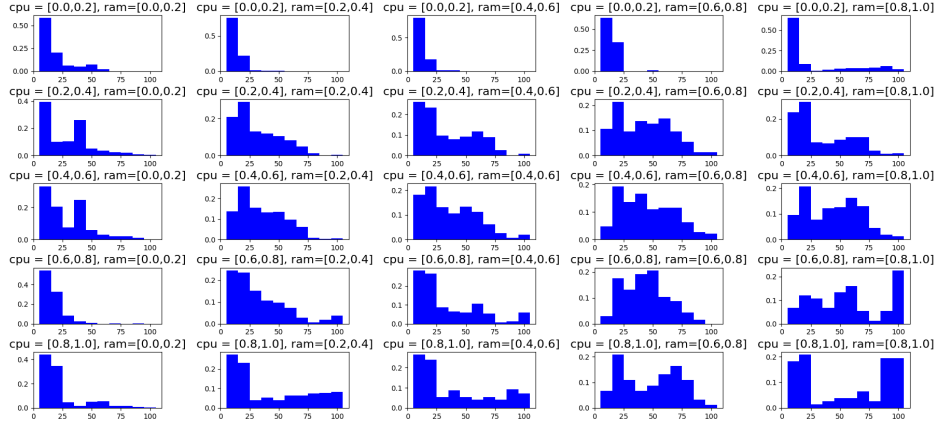 cpu = [0.0,0.2], ram=[0.0,0.2] cpu = [0.0,0.2], ram=[0.2,0.4] cpu = [0.0,0.2], ram=[0.4,0.6] cpu = [0.0,0.2], ram=[0.6,0.8] cpu = [0.0,0.2], ram=[0.8,1.0]
0.50 0.5 0.5 0.50 0.50
0.25 0.25 0.25
0.00 0.0 0.0 0.00 0.00
0 25 50 75 100 0 25 50 75 100 0 25 50 75 100 0 25 50 75 100 0 25 50 75 100
cpu = [0.2,0.4], ram=[0.0,0.2] cpu = [0.2,0.4], ram=[0.2,0.4] cpu = [0.2,0.4], ram=[0.4,0.6] cpu = [0.2,0.4], ram=[0.6,0.8] cpu = [0.2,0.4], ram=[0.8,1.0]
0.4 0.2 0.2 0.2 0.2
0.2 0.1
0.0 0.0 0.0 0.0 0.0
0 25 50 75 100 0 25 50 75 100 0 25 50 75 100 0 25 50 75 100 0 25 50 75 100
cpu = [0.4,0.6], ram=[0.0,0.2] cpu = [0.4,0.6], ram=[0.2,0.4] cpu = [0.4,0.6], ram=[0.4,0.6] cpu = [0.4,0.6], ram=[0.6,0.8] cpu = [0.4,0.6], ram=[0.8,1.0]
0.2 0.2 0.2 0.2 0.2
0.1 0.1 0.1 0.1
0.0 0.0 0.0 0.0 0.0
0 25 50 75 100 0 25 50 75 100 0 25 50 75 100 0 25 50 75 100 0 25 50 75 100
cpu = [0.6,0.8], ram=[0.0,0.2] cpu = [0.6,0.8], ram=[0.2,0.4] cpu = [0.6,0.8], ram=[0.4,0.6] cpu = [0.6,0.8], ram=[0.6,0.8] cpu = [0.6,0.8], ram=[0.8,1.0]
0.50 0.2 0.2 0.2 0.2
0.25 0.1 0.1 0.1
0.00 0.0 0.0 0.0 0.0
0 25 50 75 100 0 25 50 75 100 0 25 50 75 100 0 25 50 75 100 0 25 50 75 100
cpu = [0.8,1.0], ram=[0.0,0.2] cpu = [0.8,1.0], ram=[0.2,0.4] cpu = [0.8,1.0], ram=[0.4,0.6] cpu = [0.8,1.0], ram=[0.6,0.8] cpu = [0.8,1.0], ram=[0.8,1.0]
0.4 0.2 0.2 0.2 0.2
0.2 0.1 0.1
0.0 0.0 0.0 0.0 0.0
0 25 50 75 100 0 25 50 75 100 0 25 50 75 100 0 25 50 75 100 0 25 50 75 100